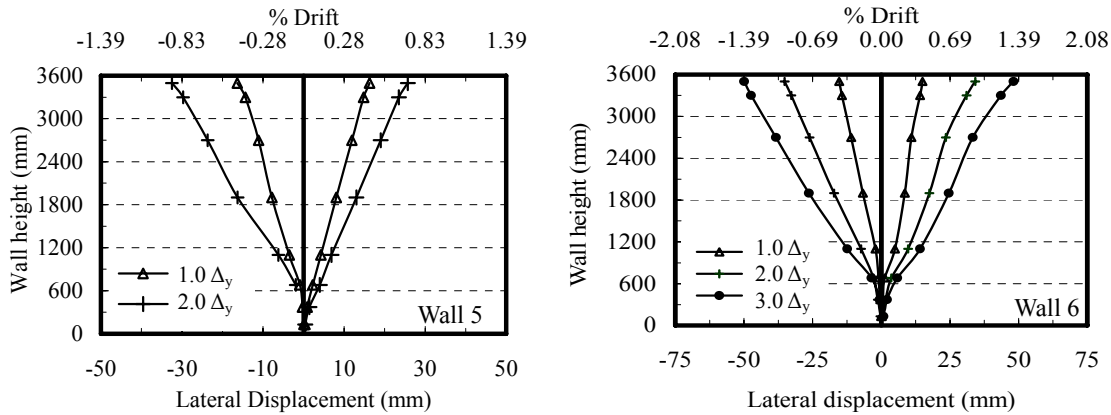 % Drift
-1.39 -0.83 -0.28 0.28 0.83 1.39
3600
3000
2400
1800
1200
600
0
Wall height (mm)
1.0 Δy
2.0 Δy
Wall 5
-50 -30 -10 10 30 50
Lateral Displacement (mm)
% Drift
-2.08 -1.39 -0.69 0.00 0.69 1.39 2.08
3600
3000
2400
1800
1200
600
0
Wall height (mm)
1.0 Δy
2.0 Δy
3.0 Δy
Wall 6
-75 -50 -25 0 25 50 75
Lateral displacement (mm)